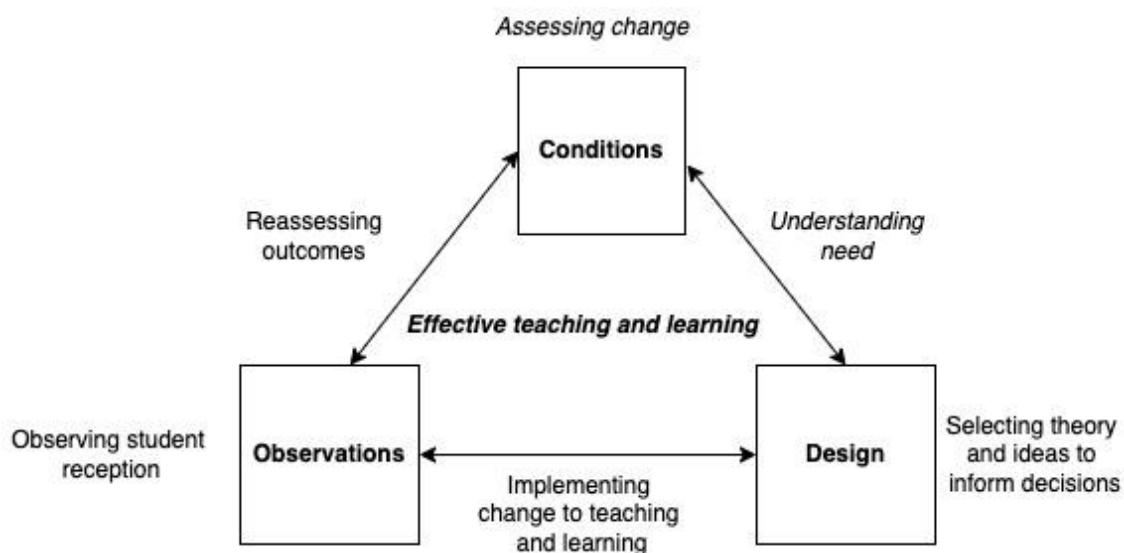 Assessing change
Conditions
Reassessing
outcomes
Understanding
need
Effective teaching and learning
Observing student
reception
Observations
Design
Selecting theory
and ideas to
inform decisions
Implementing
change to teaching
and learning